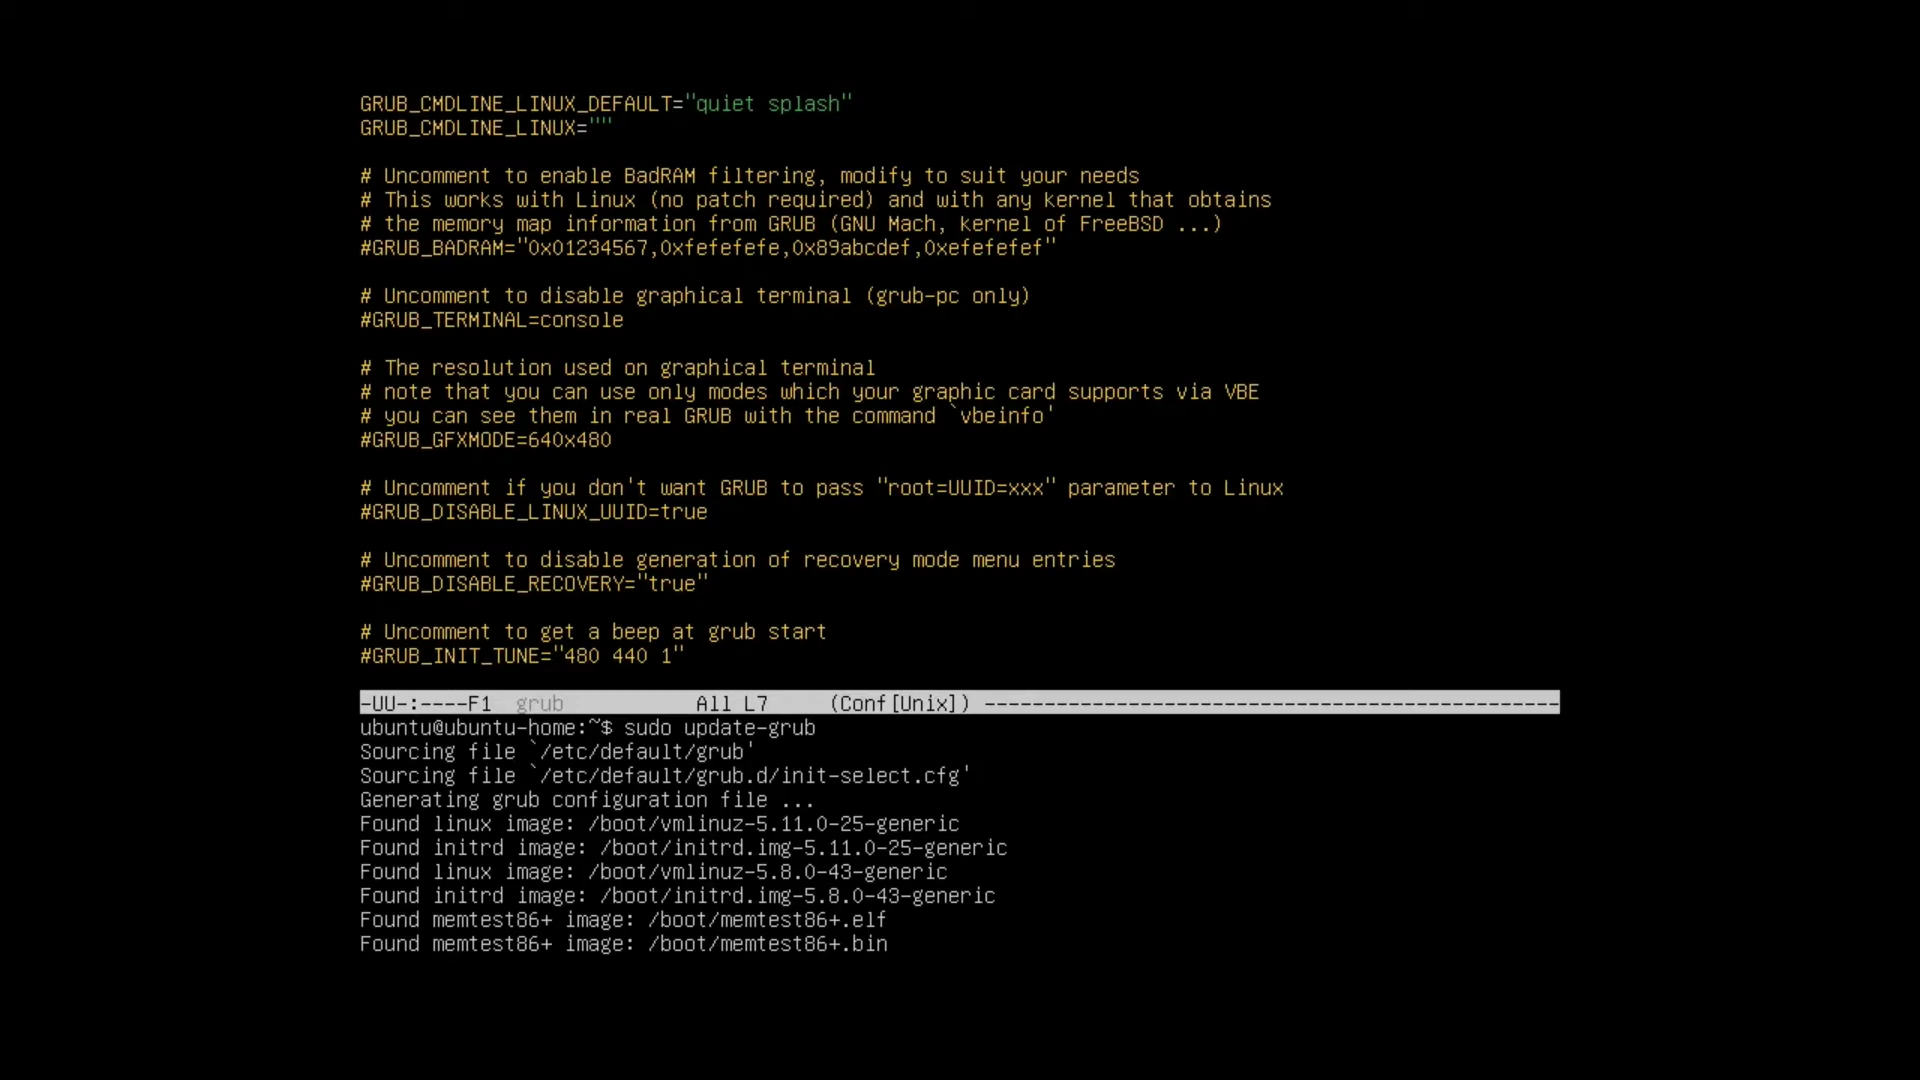 GRUB_CMDLINE_LINUX_DEFAULT="quiet splash"
GRUB_CMDLINE_LINUX=""
# Uncomment to enable BadRAM filtering, modify to suit your needs
# This works with Linux (no patch required) and with any kernel that obtains
# the memory map information from GRUB (GNU Mach, kernel of FreeBSD ...)
#GRUB_BADRAM="0x01234567,0xfefefefe,0x89abcdef,0xefefefef"
# Uncomment to disable graphical terminal (grub-pc only)
#GRUB_TERMINAL=console
# The resolution used on graphical terminal
# note that you can use only modes which your graphic card supports via VBE
# you can see them in real GRUB with the command `vbeinfo'
#GRUB_GFXMODE=640x480
# Uncomment if you don't want GRUB to pass "root=UUID=xxx" parameter to Linux
#GRUB_DISABLE_LINUX_UUID=true
# Uncomment to disable generation of recovery mode menu entries
#GRUB_DISABLE_RECOVERY="true"
# Uncomment to get a beep at grub start
#GRUB_INIT_TUNE="480 440 1"
-UU-:----F1  grub           All L7     (Conf[Unix]) ------------------------------------------------
ubuntu@ubuntu-home:~$ sudo update-grub
Sourcing file `/etc/default/grub'
Sourcing file `/etc/default/grub.d/init-select.cfg'
Generating grub configuration file ...
Found linux image: /boot/vmlinuz-5.11.0-25-generic
Found initrd image: /boot/initrd.img-5.11.0-25-generic
Found linux image: /boot/vmlinuz-5.8.0-43-generic
Found initrd image: /boot/initrd.img-5.8.0-43-generic
Found memtest86+ image: /boot/memtest86+.elf
Found memtest86+ image: /boot/memtest86+.bin